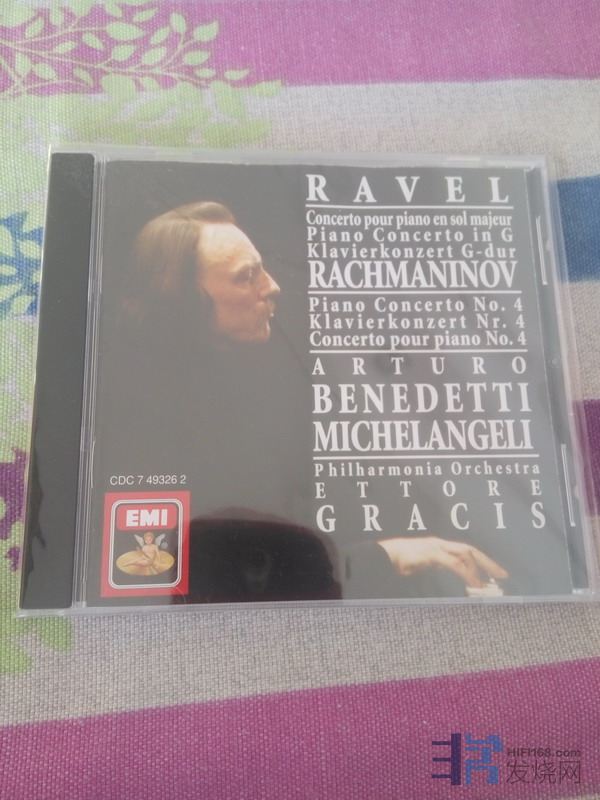 RAVEL
Concerto pour piano en sol majeur
Piano Concerto in G
Klavierkonzert G-dur
RACHMANINOV
Piano Concerto No. 4
Klavierkonzert Nr. 4
Concerto pour piano No. 4
ARTURO
BENEDETTI
MICHELANGELI
Philharmonia Orchestra
ETTORE
GRACIS
CDC 7 49326 2
EMI
HIFI168.com
发烧网